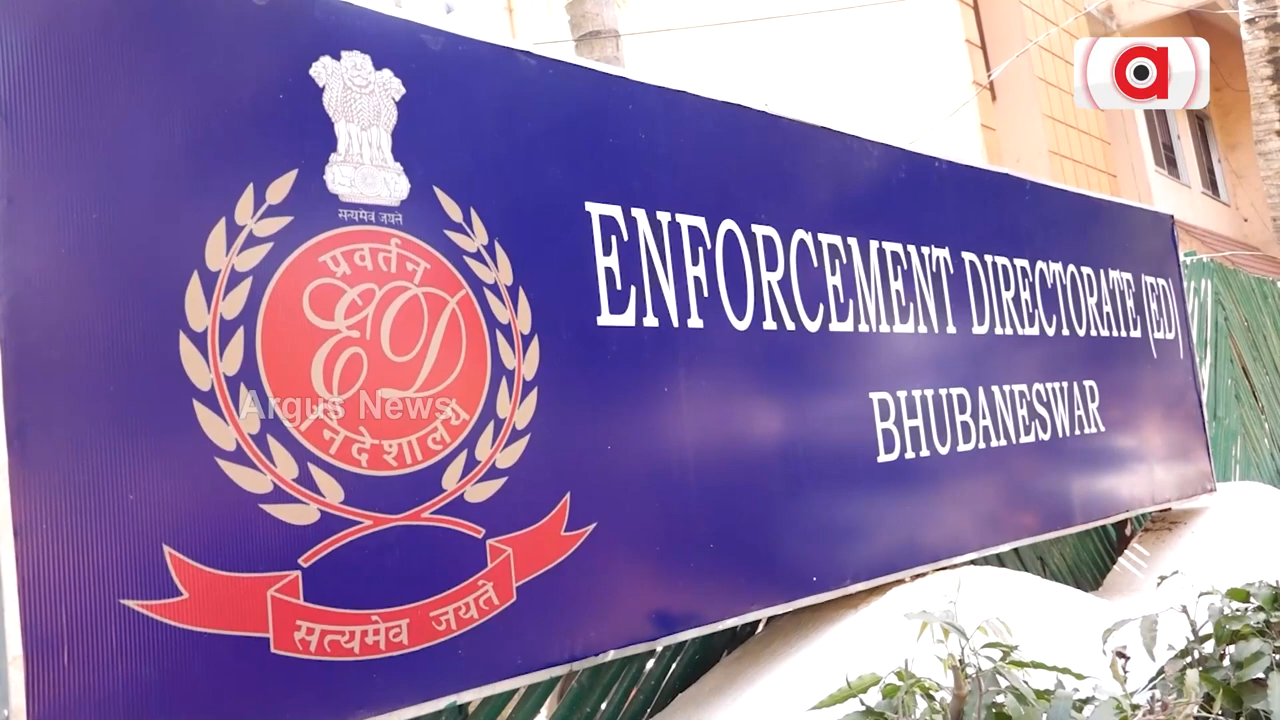 सत्यमेव जयते
प्रवर्तन
ED
निदेशालय
सत्यमेव जयते
ENFORCEMENT DIRECTORATE (ED)
BHUBANESWAR
Argus News
a